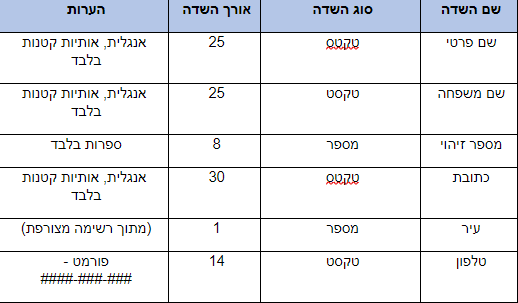 שם השדה סוג השדה אורך השדה הערות
שם פרטי טקטס 25 אנגלית, אותיות קטנות
בלבד
שם משפחה טקסט 25 אנגלית, אותיות קטנות
בלבד
מספר זיהוי מספר 8 ספרות בלבד
כתובת טקטס 30 אנגלית, אותיות קטנות
בלבד
עיר מספר 1 (מתוך רשימה מצורפת)
טלפון טקסט 14 פורמט -
####-###-###